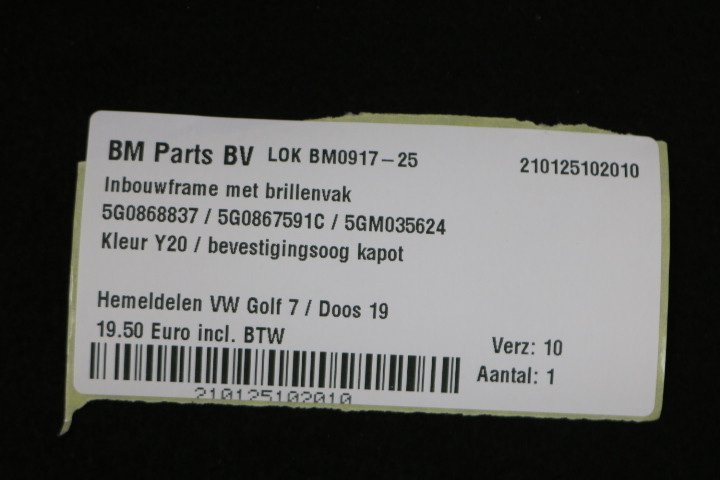 BM Parts BV LOK BM0917-25 210125102010
Inbouwframe met brillenvak
5G0868837 / 5G0867591C / 5GM035624
Kleur Y20 / bevestigingsoog kapot
Hemeldelen VW Golf 7 / Doos 19
19.50 Euro incl. BTW
Verz: 10
Aantal: 1
210125102010